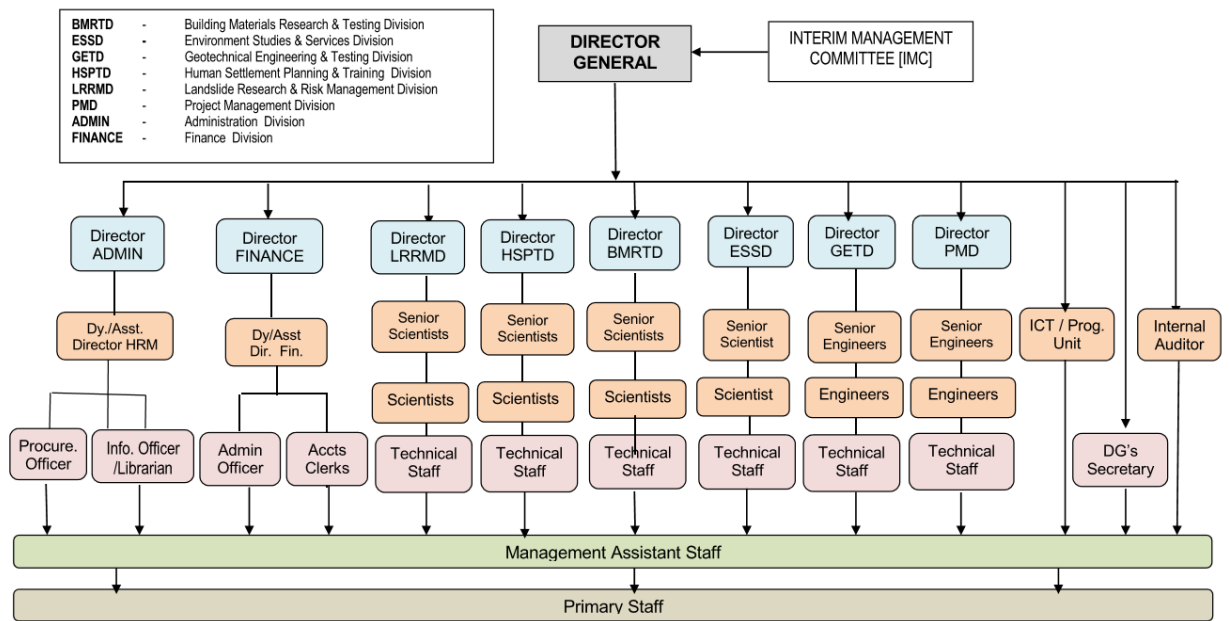 BMRTD - Building Materials Research & Testing Division
ESSD - Environment Studies & Services Division
GETD - Geotechnical Engineering & Testing Division
HSPTD - Human Settlement Planning & Training Division
LRRMD - Landslide Research & Risk Management Division
PMD - Project Management Division
ADMIN - Administration Division
FINANCE - Finance Division
DIRECTOR
GENERAL
INTERIM MANAGEMENT
COMMITTEE [IMC]
Director
ADMIN
Director
FINANCE
Director
LRRMD
Director
HSPTD
Director
BMRTD
Director
ESSD
Director
GETD
Director
PMD
Dy./Asst.
Director HRM
Dy/Asst
Dir. Fin.
Senior
Scientists
Senior
Scientists
Senior
Scientists
Senior
Scientist
Senior
Engineers
Senior
Engineers
ICT / Prog.
Unit
Internal
Auditor
Scientists
Scientists
Scientists
Scientist
Engineers
Engineers
Procure.
Officer
Info. Officer
/Librarian
Admin
Officer
Accts
Clerks
Technical
Staff
Technical
Staff
Technical
Staff
Technical
Staff
Technical
Staff
Technical
Staff
DG's
Secretary
Management Assistant Staff
Primary Staff